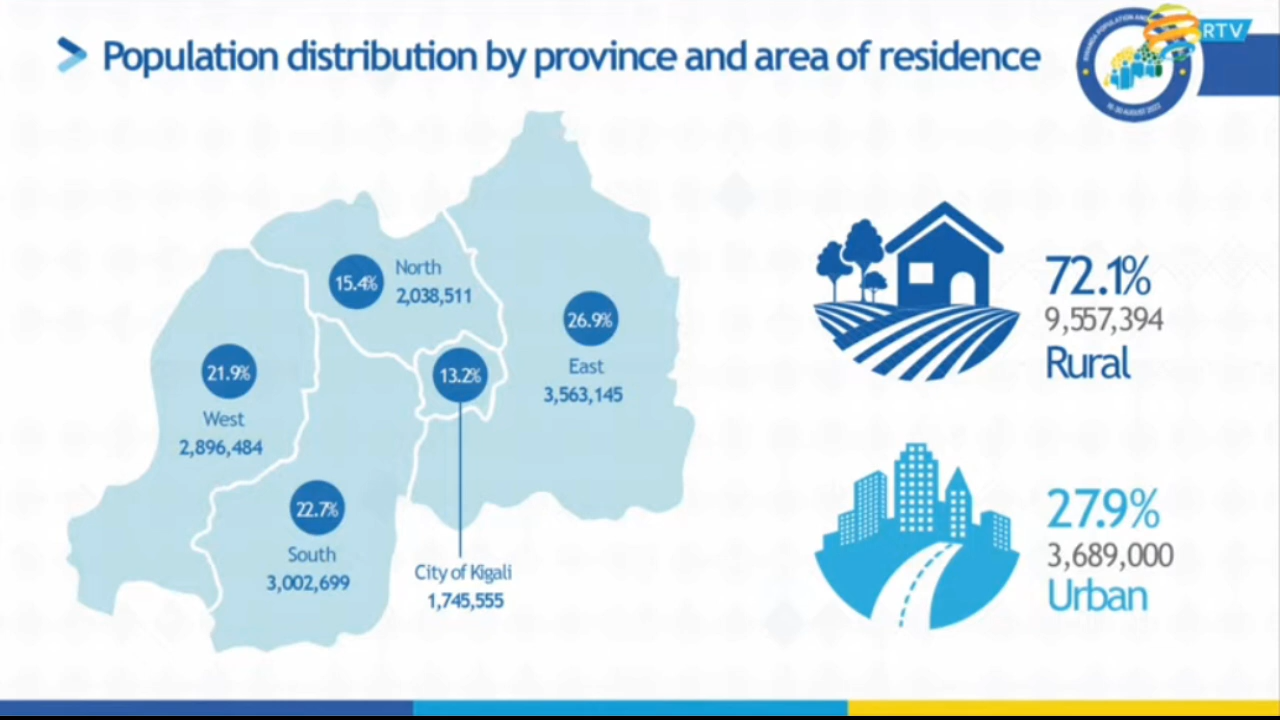 Population distribution by province and area of residence
RTV
15.4%
North
2,038,511
26.9%
East
3,563,145
21.9%
West
2,896,484
13.2%
22.7%
South
3,002,699
City of Kigali
1,745,555
72.1%
9,557,394
Rural
27.9%
3,689,000
Urban